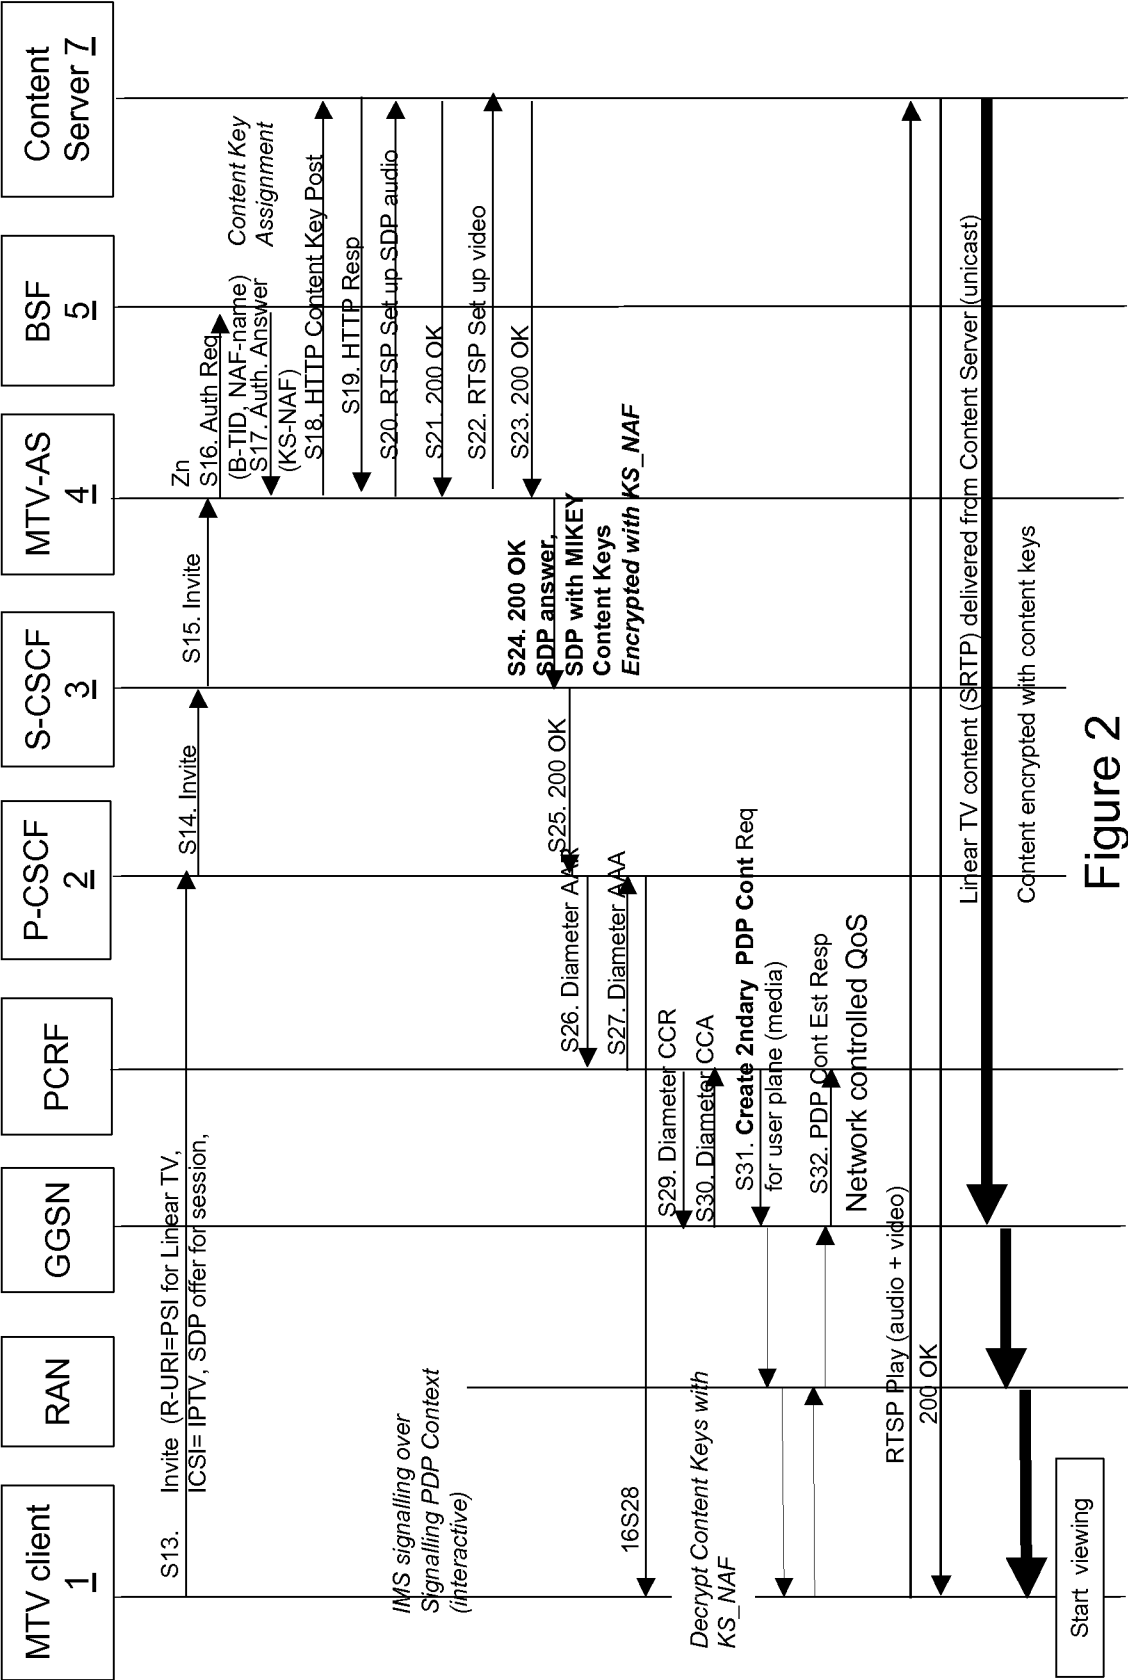 MTV client
1
RAN
GGSN
PCRF
P-CSCF
2
S-CSCF
3
MTV-AS
4
BSF
5
Content
Server 7
S13. Invite (R-URI=PSI for Linear TV,
ICSI= IPTV, SDP offer for session,
S14. Invite
S15. Invite
Zn
S16. Auth Req
(B-TID, NAF-name)
S17. Auth. Answer
(KS-NAF)
Content Key
Assignment
S18. HTTP Content Key Post
S19. HTTP Resp
S20. RTSP Set up SDP audio
S21. 200 OK
S22. RTSP Set up video
S23. 200 OK
IMS signalling over
Signalling PDP Context
(interactive)
S24. 200 OK
SDP answer,
SDP with MIKEY
Content Keys
Encrypted with KS_NAF
S25. 200 OK
S26. Diameter AAR
S27. Diameter AAA
16S28
S29. Diameter CCR
S30. Diameter CCA
S31. Create 2ndary PDP Cont Req
for user plane (media)
S32. PDP Cont Est Resp
Network controlled QoS
Decrypt Content Keys with
KS_NAF
RTSP Play (audio + video)
200 OK
Linear TV content (SRTP) delivered from Content Server (unicast)
Content encrypted with content keys
Start viewing
Figure 2